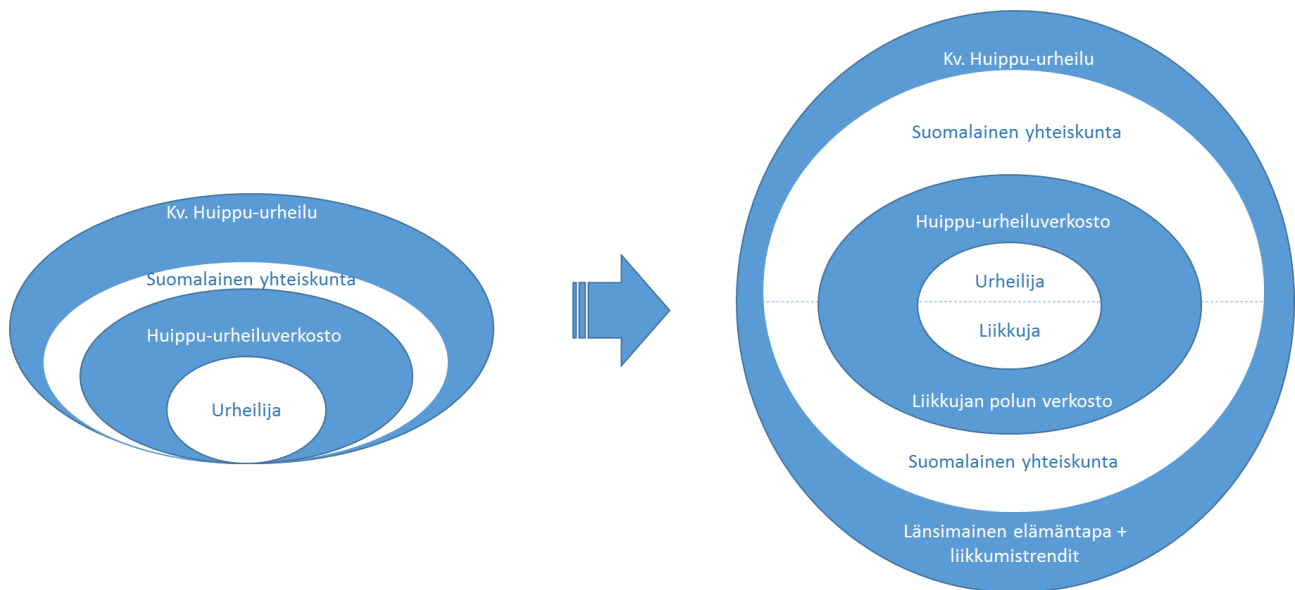 Kv. Huippu-urheilu
Suomalainen yhteiskunta
Huippu-urheiluverkosto
Urheilija
Kv. Huippu-urheilu
Suomalainen yhteiskunta
Huippu-urheiluverkosto
Urheilija
Liikkuja
Liikkujan polun verkosto
Suomalainen yhteiskunta
Länsimainen elämäntapa +
liikkumistrendit